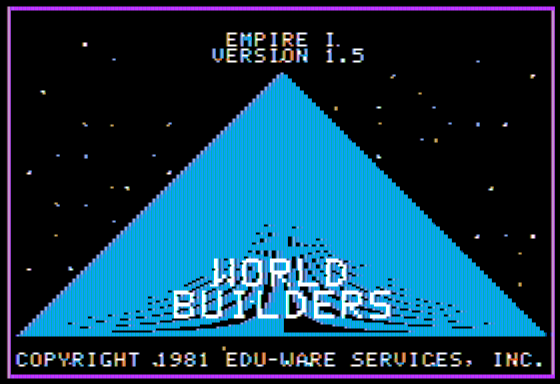 EMPIRE I
VERSION 1.5
WORLD
BUILDERS
COPYRIGHT 1981 EDU-WARE SERVICES, INC.